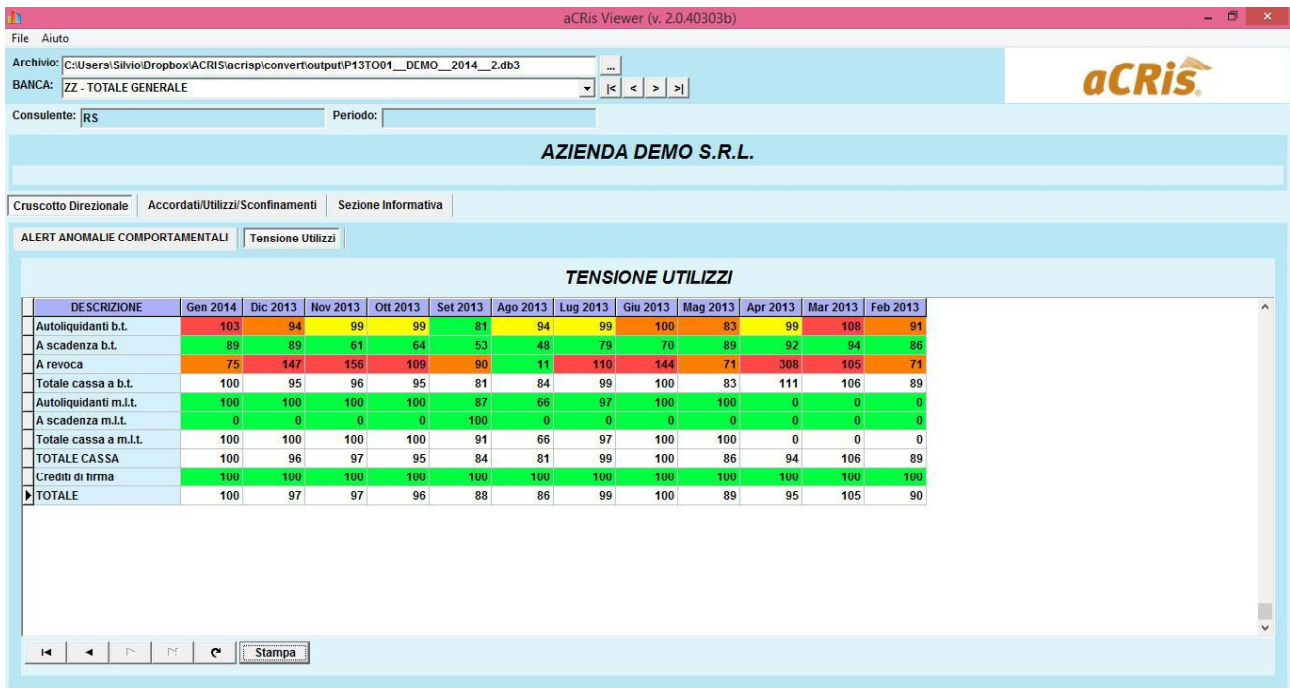 aCRis Viewer (v. 2.0.40303b)
File Aiuto
Archivio: C:\Users\Silvio\Dropbox\ACRIS\acrisp\convert\output\P13TO01__DEMO__2014__2.db3 ...
BANCA: ZZ - TOTALE GENERALE |< < > >|
aCRiS
Consulente: RS Periodo:
AZIENDA DEMO S.R.L.
Cruscotto Direzionale Accordati/Utilizzi/Sconfinamenti Sezione Informativa
ALERT ANOMALIE COMPORTAMENTALI Tensione Utilizzi
TENSIONE UTILIZZI
DESCRIZIONE Gen 2014 Dic 2013 Nov 2013 Ott 2013 Set 2013 Ago 2013 Lug 2013 Giu 2013 Mag 2013 Apr 2013 Mar 2013 Feb 2013
Autoliquidanti b.t. 103 94 99 99 81 94 99 100 83 99 108 91
A scadenza b.t. 89 89 61 64 53 48 79 70 89 92 94 86
A revoca 75 147 156 109 90 11 110 144 71 308 105 71
Totale cassa a b.t. 100 95 96 95 81 84 99 100 83 111 106 89
Autoliquidanti m.l.t. 100 100 100 100 87 66 97 100 100 0 0 0
A scadenza m.l.t. 0 0 0 0 100 0 0 0 0 0 0 0
Totale cassa a m.l.t. 100 100 100 100 91 66 97 100 100 0 0 0
TOTALE CASSA 100 96 97 95 84 81 99 100 86 94 106 89
Crediti di firma 100 100 100 100 100 100 100 100 100 100 100 100
TOTALE 100 97 97 96 88 86 99 100 89 95 105 90
Stampa